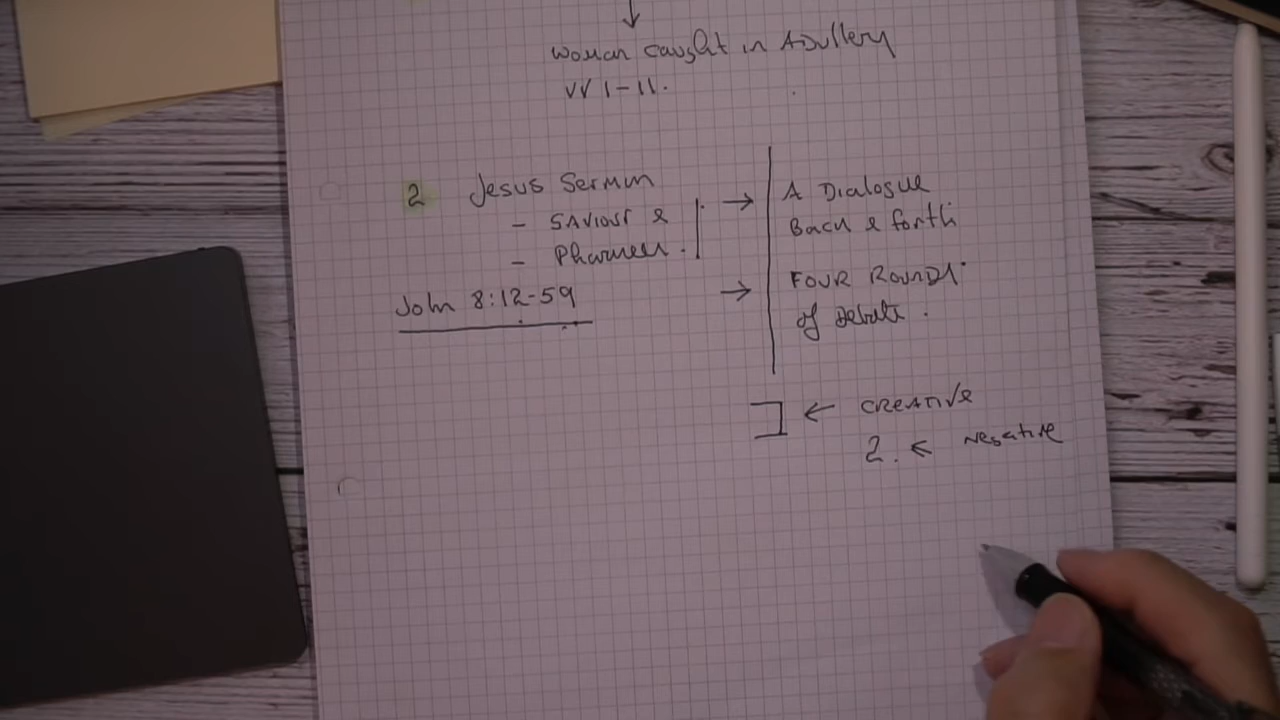 Woman caught in Adultery
VV 1-11.
2 Jesus Sermon
- SAVIOUR &
- Pharisees.
John 8:12-59
→ A Dialogue
Back & forth
→ FOUR ROUNDS
of Debate.
] ← CREATIVE
2. ← Negative